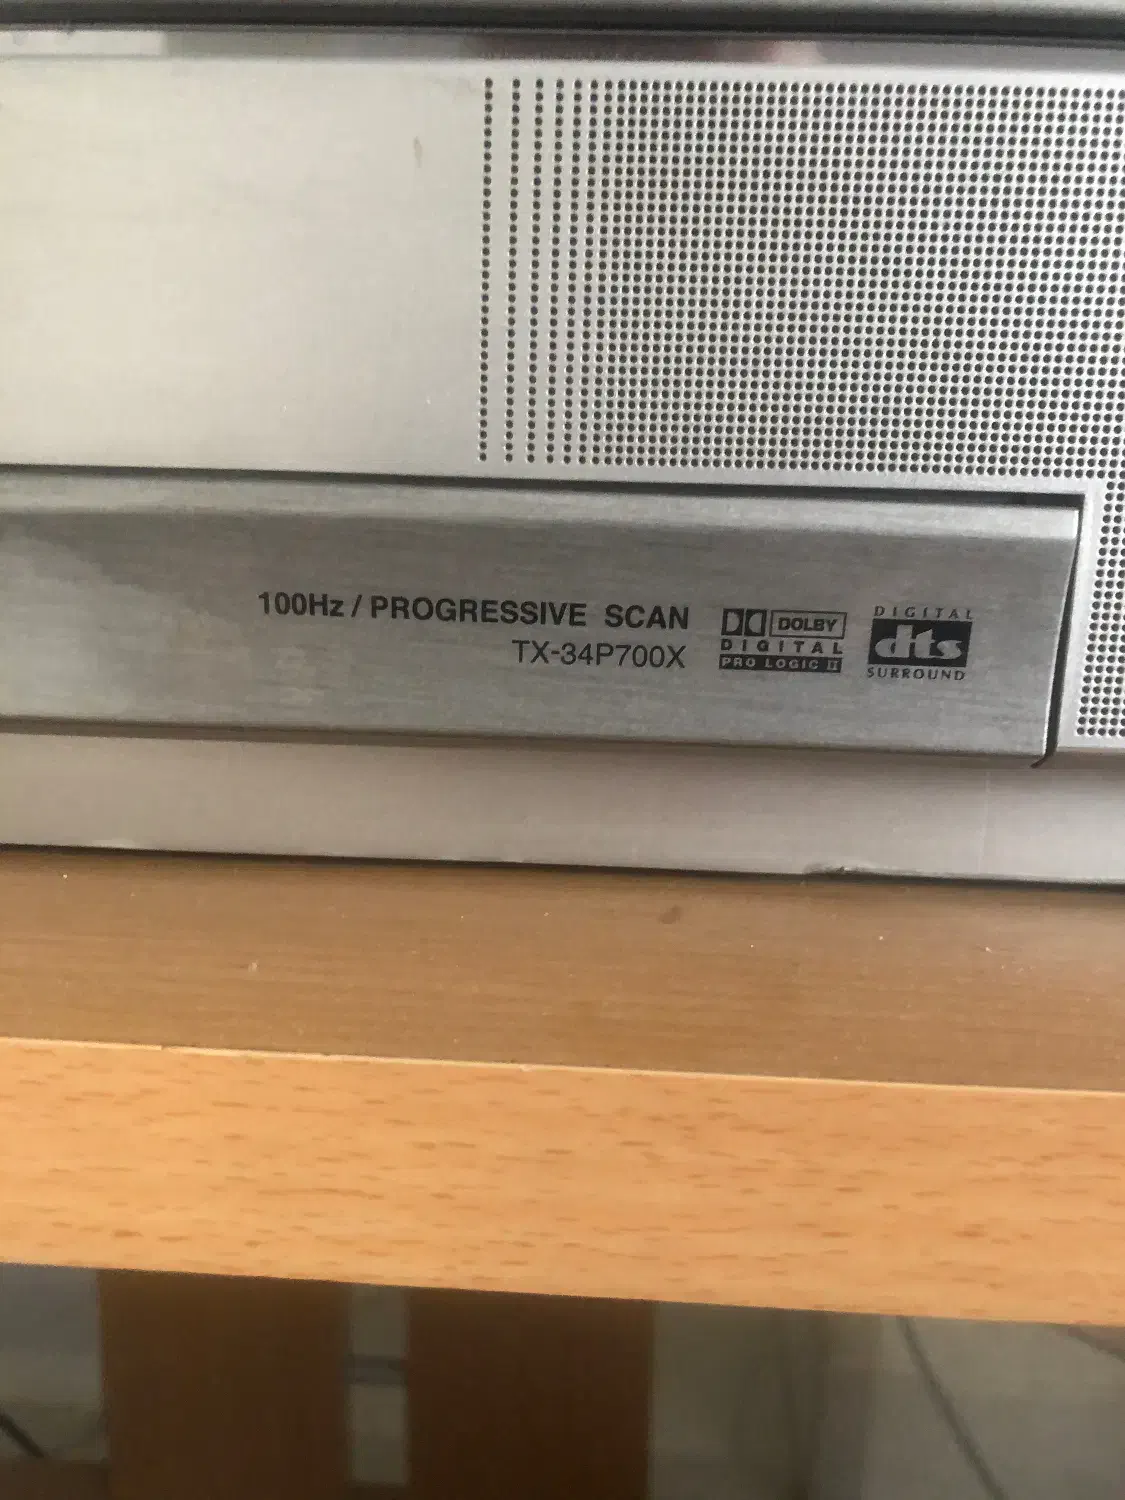 100Hz / PROGRESSIVE SCAN
TX-34P700X
DOLBY
DIGITAL
PRO LOGIC II
DIGITAL
dts
SURROUND